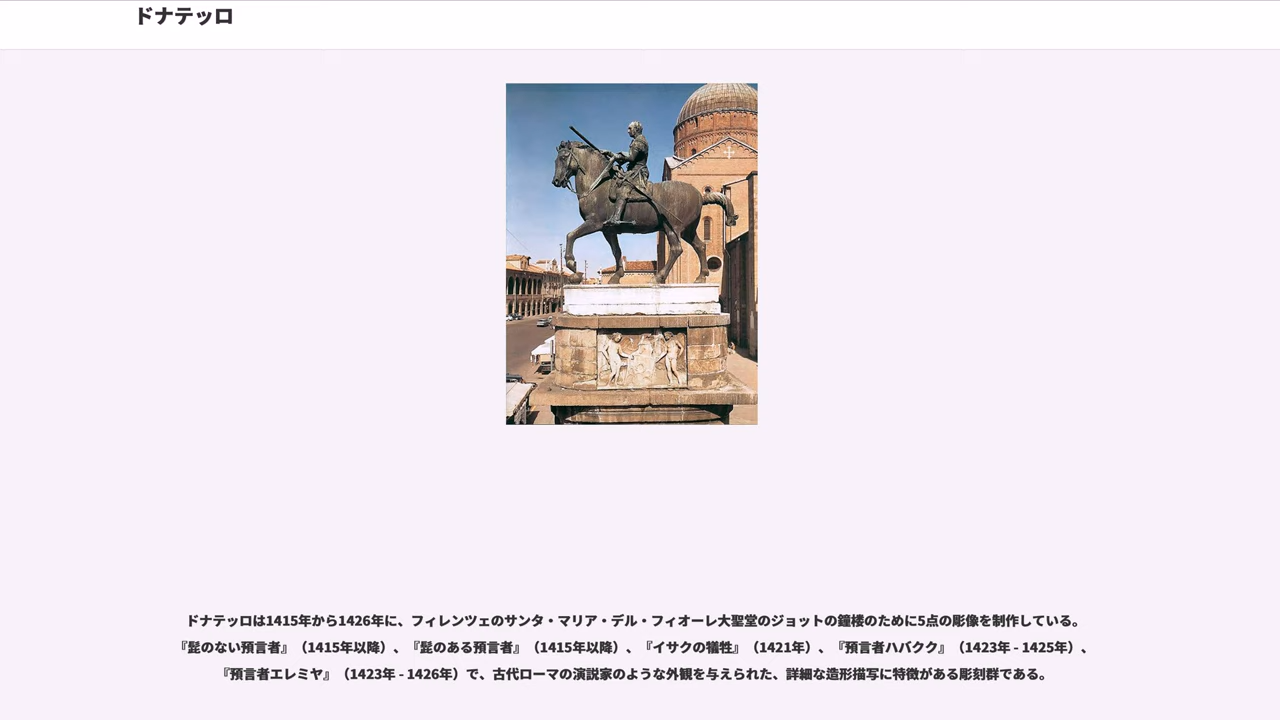 ドナテッロ
ドナテッロは1415年から1426年に、フィレンツェのサンタ・マリア・デル・フィオーレ大聖堂のジョットの鐘楼のために5点の彫像を制作している。
『髭のない預言者』（1415年以降）、『髭のある預言者』（1415年以降）、『イサクの犠牲』（1421年）、『預言者ハバクク』（1423年 - 1425年）、
『預言者エレミヤ』（1423年 - 1426年）で、古代ローマの演説家のような外観を与えられた、詳細な造形描写に特徴がある彫刻群である。